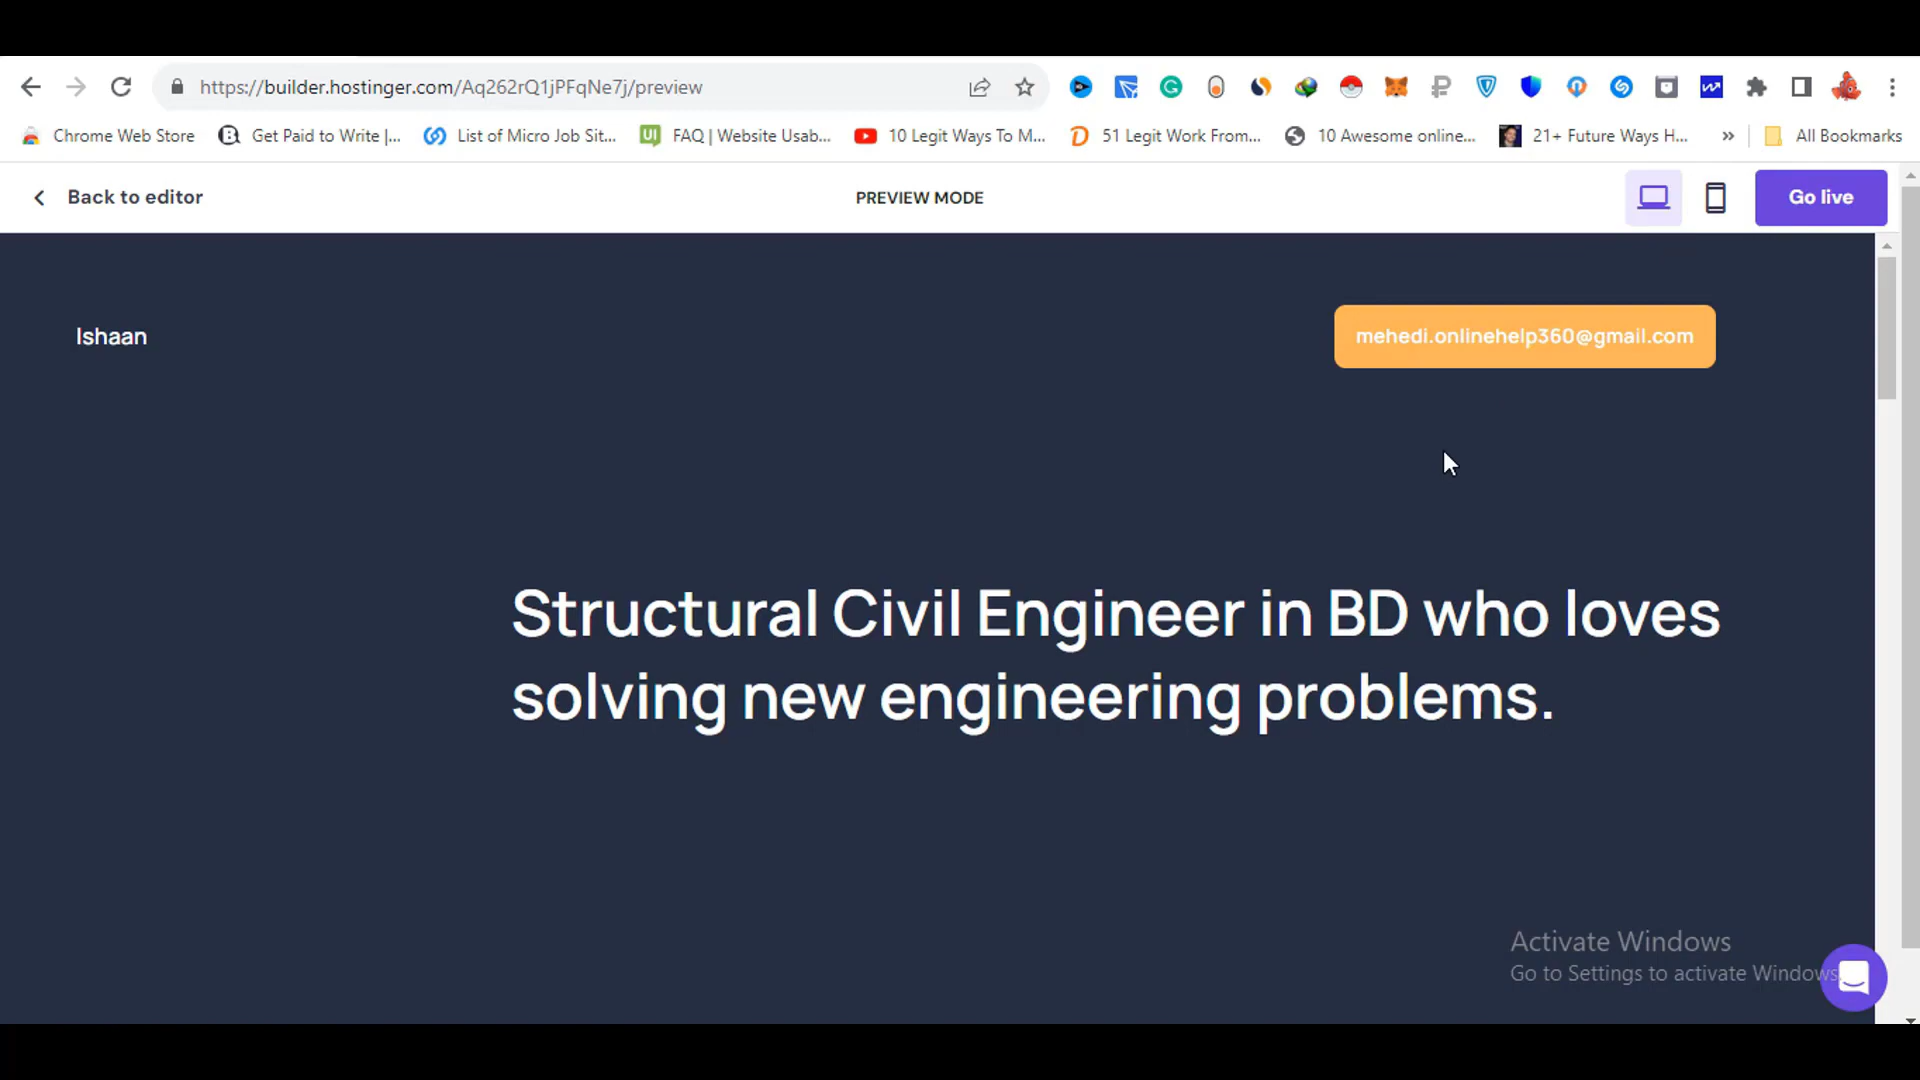 https://builder.hostinger.com/Aq262rQ1jPFqNe7j/preview
Chrome Web Store
Get Paid to Write |...
List of Micro Job Sit...
UI
FAQ | Website Usab...
10 Legit Ways To M...
51 Legit Work From...
10 Awesome online...
21+ Future Ways H...
»
All Bookmarks
Back to editor
PREVIEW MODE
Go live
Ishaan
mehedi.onlinehelp360@gmail.com
Structural Civil Engineer in BD who loves
solving new engineering problems.
Activate Windows
Go to Settings to activate Windows.